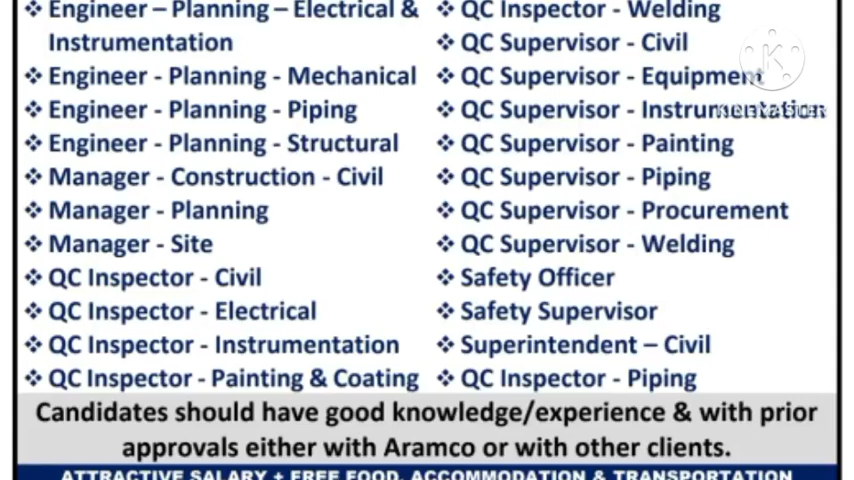 ❖ Engineer – Planning – Electrical &
Instrumentation
❖ Engineer - Planning - Mechanical
❖ Engineer - Planning - Piping
❖ Engineer - Planning - Structural
❖ Manager - Construction - Civil
❖ Manager - Planning
❖ Manager - Site
❖ QC Inspector - Civil
❖ QC Inspector - Electrical
❖ QC Inspector - Instrumentation
❖ QC Inspector - Painting & Coating
❖ QC Inspector - Welding
❖ QC Supervisor - Civil
❖ QC Supervisor - Equipment
❖ QC Supervisor - Instrumentation
❖ QC Supervisor - Painting
❖ QC Supervisor - Piping
❖ QC Supervisor - Procurement
❖ QC Supervisor - Welding
❖ Safety Officer
❖ Safety Supervisor
❖ Superintendent – Civil
❖ QC Inspector - Piping
K
KINEMASTER
Candidates should have good knowledge/experience & with prior
approvals either with Aramco or with other clients.
ATTRACTIVE SALARY + FREE FOOD, ACCOMMODATION & TRANSPORTATION